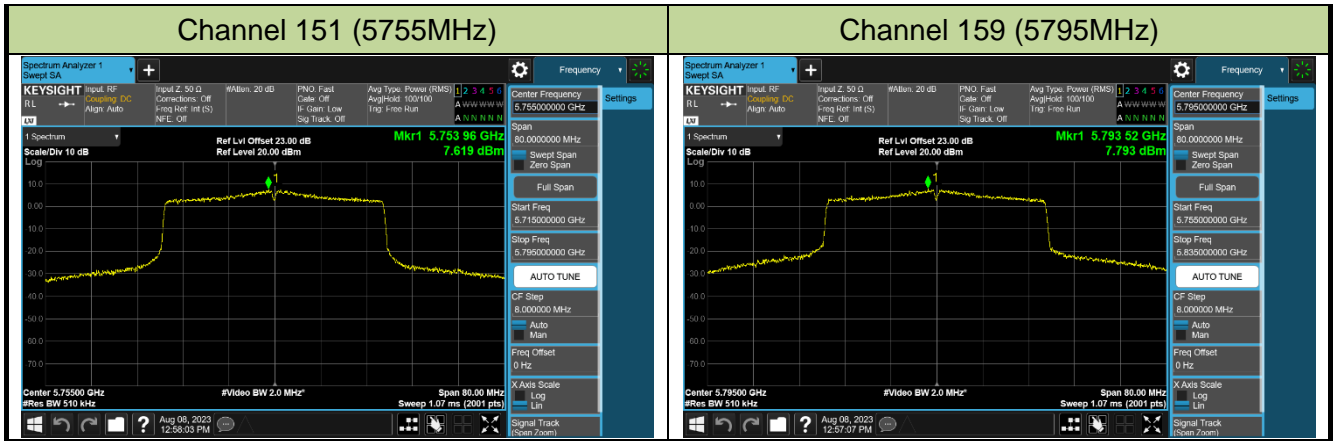 Channel 151 (5755MHz)
Spectrum Analyzer 1
Swept SA
Frequency
KEYSIGHT
RL
LXI
Input: RF
Coupling: DC
Align: Auto
Input Z: 50 Ω
Corrections: Off
Freq Ref: Int (S)
NFE: Off
#Atten: 20 dB
PNO: Fast
Gate: Off
IF Gain: Low
Sig Track: Off
Avg Type: Power (RMS)
Avg|Hold: 100/100
Trig: Free Run
1 2 3 4 5 6
A W W W W W
A N N N N N
1 Spectrum
Scale/Div 10 dB
Log
Ref Lvl Offset 23.00 dB
Ref Level 20.00 dBm
Mkr1 5.753 96 GHz
7.619 dBm
1
10.0
0.00
-10.0
-20.0
-30.0
-40.0
-50.0
-60.0
-70.0
Center 5.75500 GHz
#Res BW 510 kHz
#Video BW 2.0 MHz*
Span 80.00 MHz
Sweep 1.07 ms (2001 pts)
Center Frequency
5.755000000 GHz
Settings
Span
80.0000000 MHz
Swept Span
Zero Span
Full Span
Start Freq
5.715000000 GHz
Stop Freq
5.795000000 GHz
AUTO TUNE
CF Step
8.000000 MHz
Auto
Man
Freq Offset
0 Hz
X Axis Scale
Log
Lin
Signal Track
(Span Zoom)
?
Aug 08, 2023
12:58:03 PM
Channel 159 (5795MHz)
Spectrum Analyzer 1
Swept SA
Frequency
KEYSIGHT
RL
LXI
Input: RF
Coupling: DC
Align: Auto
Input Z: 50 Ω
Corrections: Off
Freq Ref: Int (S)
NFE: Off
#Atten: 20 dB
PNO: Fast
Gate: Off
IF Gain: Low
Sig Track: Off
Avg Type: Power (RMS)
Avg|Hold: 100/100
Trig: Free Run
1 2 3 4 5 6
A W W W W W
A N N N N N
1 Spectrum
Scale/Div 10 dB
Log
Ref Lvl Offset 23.00 dB
Ref Level 20.00 dBm
Mkr1 5.793 52 GHz
7.793 dBm
1
10.0
0.00
-10.0
-20.0
-30.0
-40.0
-50.0
-60.0
-70.0
Center 5.79500 GHz
#Res BW 510 kHz
#Video BW 2.0 MHz*
Span 80.00 MHz
Sweep 1.07 ms (2001 pts)
Center Frequency
5.795000000 GHz
Settings
Span
80.0000000 MHz
Swept Span
Zero Span
Full Span
Start Freq
5.755000000 GHz
Stop Freq
5.835000000 GHz
AUTO TUNE
CF Step
8.000000 MHz
Auto
Man
Freq Offset
0 Hz
X Axis Scale
Log
Lin
Signal Track
(Span Zoom)
?
Aug 08, 2023
12:57:07 PM